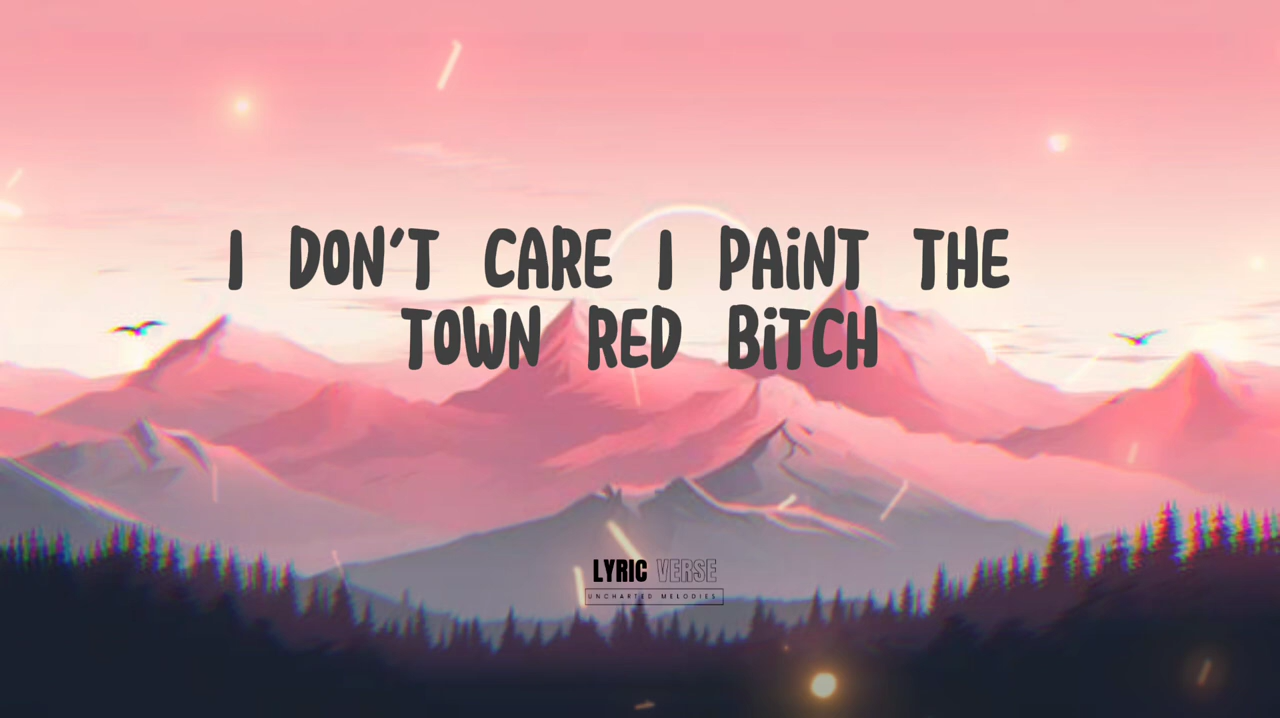 I DON'T CARE I PAiNT THE
TOWN RED BiTCH
LYRIC VERSE
UNCHARTED MELODIES